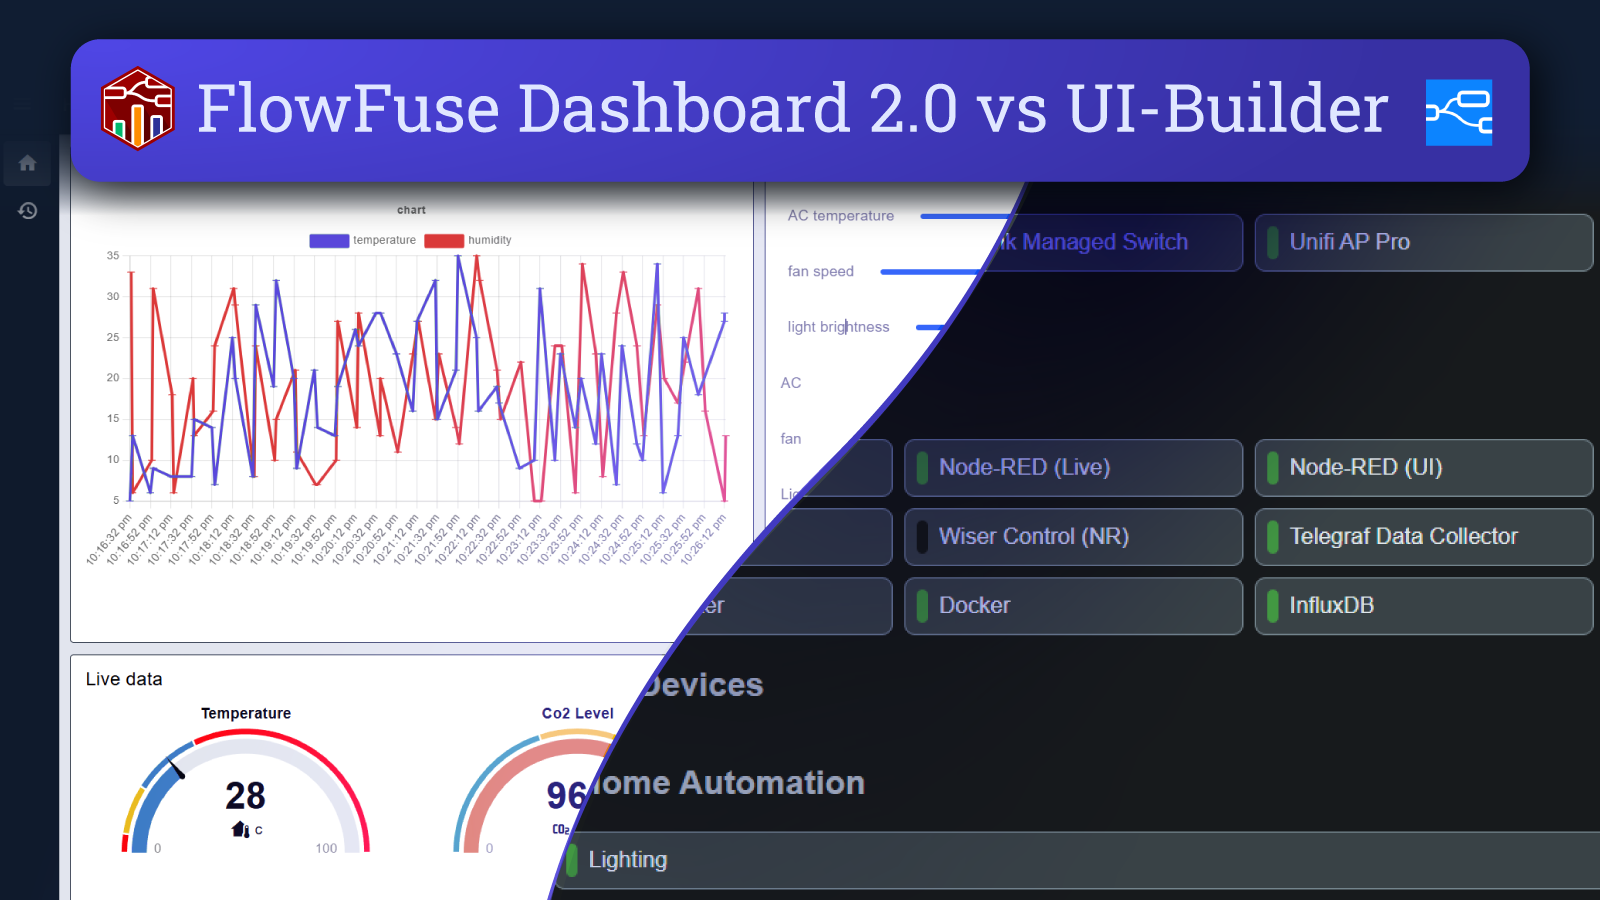 FlowFuse Dashboard 2.0 vs UI-Builder
chart
temperature humidity
35
30
25
20
15
10
5
10:16:32 pm
10:16:52 pm
10:17:12 pm
10:17:32 pm
10:17:52 pm
10:18:12 pm
10:18:32 pm
10:18:52 pm
10:19:12 pm
10:19:32 pm
10:19:52 pm
10:20:12 pm
10:20:32 pm
10:20:52 pm
10:21:12 pm
10:21:32 pm
10:21:52 pm
10:22:12 pm
10:22:32 pm
10:22:52 pm
10:23:12 pm
10:23:32 pm
10:23:52 pm
10:24:12 pm
10:24:32 pm
10:24:52 pm
10:25:12 pm
10:25:32 pm
10:25:52 pm
10:26:12 pm
AC temperature
fan speed
light brightness
AC
fan
Managed Switch
Unifi AP Pro
Node-RED (Live)
Node-RED (UI)
Wiser Control (NR)
Telegraf Data Collector
Docker
InfluxDB
Devices
Home Automation
Lighting
Live data
Temperature
28
C
0 100
Co2 Level
96
CO₂
0